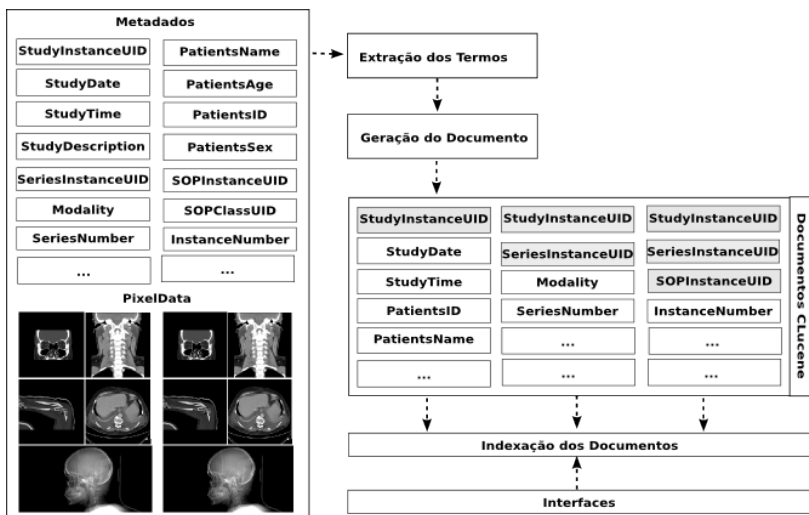 Metadados
StudyInstanceUID
PatientsName
StudyDate
PatientsAge
StudyTime
PatientsID
StudyDescription
PatientsSex
SeriesInstanceUID
SOPInstanceUID
Modality
SOPClassUID
SeriesNumber
InstanceNumber
...
...
PixelData
Extração dos Termos
Geração do Documento
StudyInstanceUID
StudyDate
StudyTime
PatientsID
PatientsName
...
StudyInstanceUID
SeriesInstanceUID
Modality
SeriesNumber
...
...
StudyInstanceUID
SeriesInstanceUID
SOPInstanceUID
InstanceNumber
...
...
Documentos CLucene
Indexação dos Documentos
Interfaces